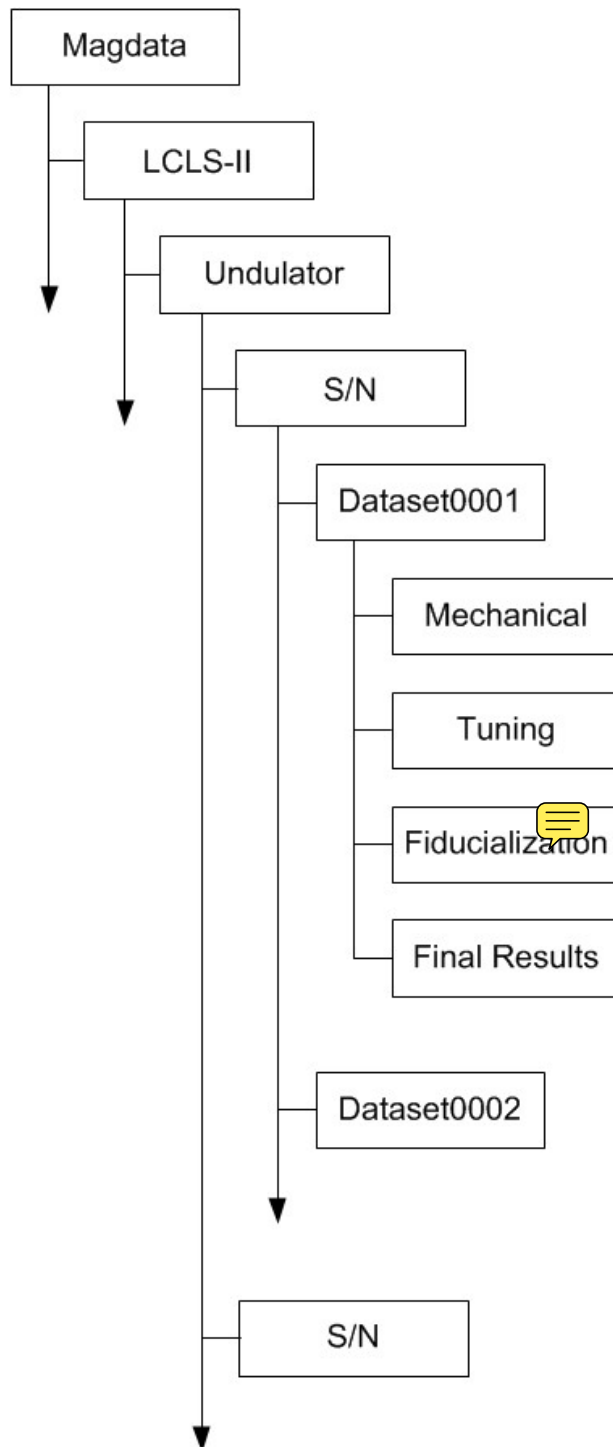 Magdata
LCLS-II
Undulator
S/N
Dataset0001
Mechanical
Tuning
Fiducialization
Final Results
Dataset0002
S/N